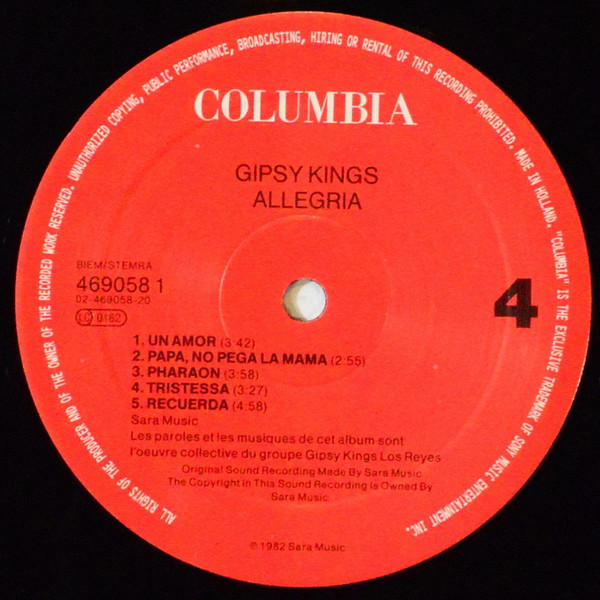 ALL RIGHTS OF THE PRODUCER AND OF THE OWNER OF THE RECORDED WORK RESERVED. UNAUTHORIZED COPYING, PUBLIC PERFORMANCE, BROADCASTING, HIRING OR RENTAL OF THIS RECORDING PROHIBITED. MADE IN HOLLAND. "COLUMBIA" IS THE EXCLUSIVE TRADEMARK OF SONY MUSIC ENTERTAINMENT INC.
COLUMBIA
GIPSY KINGS
ALLEGRIA
BIEM/STEMRA
469058 1
02-469058-20
LC 0162
4
1. UN AMOR (3:42)
2. PAPA, NO PEGA LA MAMA (2:55)
3. PHARAON (3:58)
4. TRISTESSA (3:27)
5. RECUERDA (4:58)
Sara Music
Les paroles et les musiques de cet album sont
l'oeuvre collective du groupe Gipsy Kings Los Reyes
Original Sound Recording Made By Sara Music
The Copyright in This Sound Recording is Owned By
Sara Music
℗ 1982 Sara Music